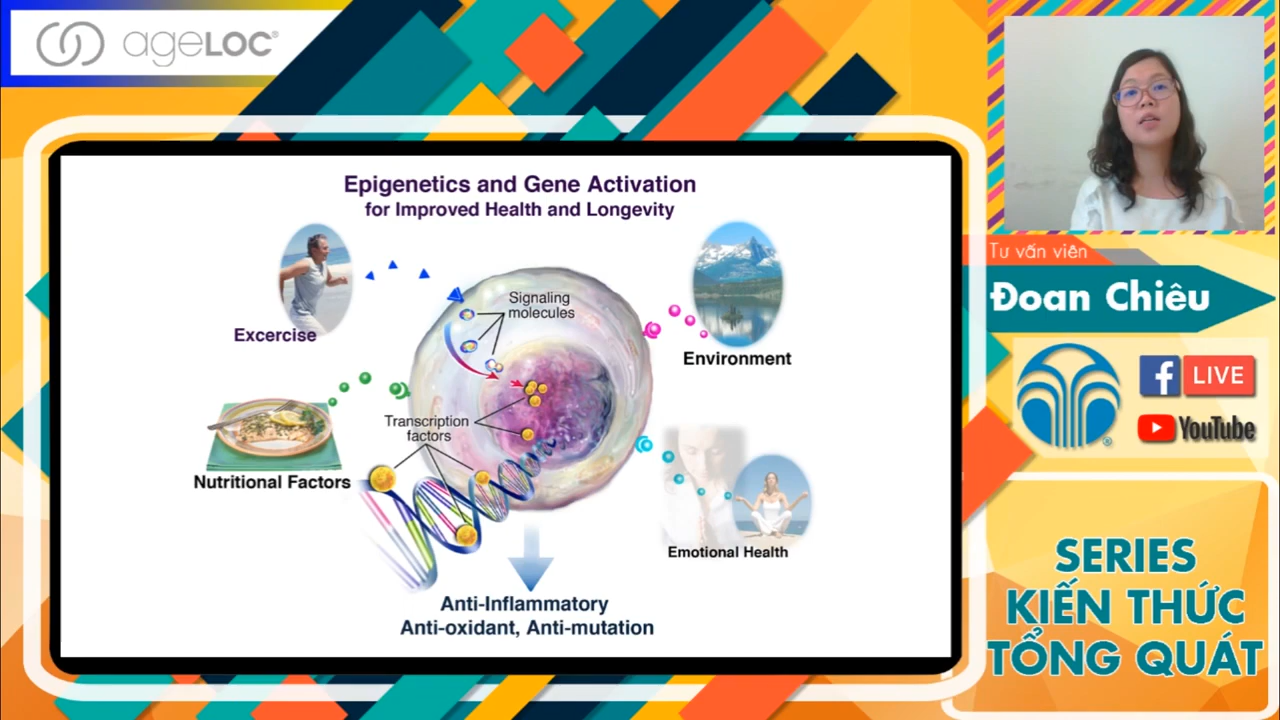 ageLOC®
Epigenetics and Gene Activation
for Improved Health and Longevity
Signaling
molecules
Excercise
Environment
Transcription
factors
Nutritional Factors
Emotional Health
Anti-Inflammatory
Anti-oxidant, Anti-mutation
Tư vấn viên
Đoan Chiêu
f LIVE
YouTube
SERIES
KIẾN THỨC
TỔNG QUÁT